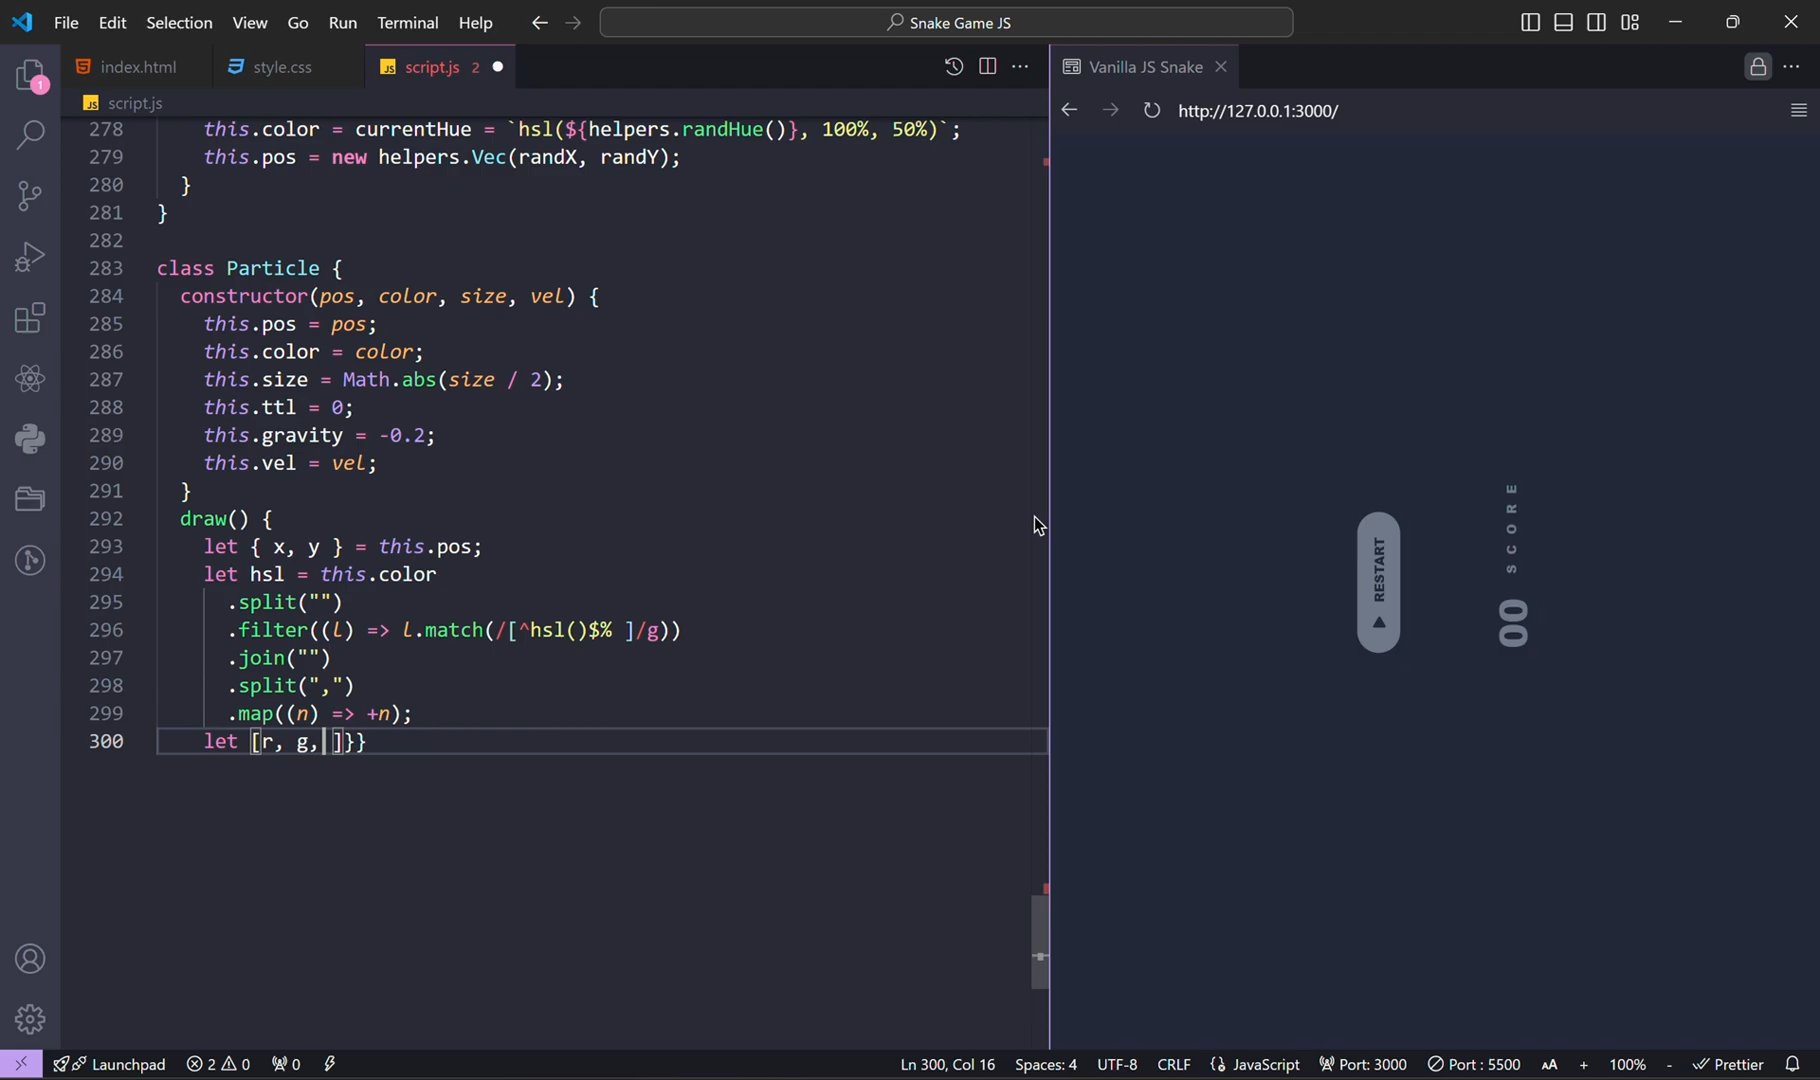 File Edit Selection View Go Run Terminal Help Snake Game JS
index.html style.css JS script.js 2 Vanilla JS Snake
JS script.js http://127.0.0.1:3000/
1
278 this.color = currentHue = `hsl(${helpers.randHue()}, 100%, 50%)`;
279 this.pos = new helpers.Vec(randX, randY);
280 }
281 }
282
283 class Particle {
284 constructor(pos, color, size, vel) {
285 this.pos = pos;
286 this.color = color;
287 this.size = Math.abs(size / 2);
288 this.ttl = 0;
289 this.gravity = -0.2;
290 this.vel = vel;
291 }
292 draw() {
293 let { x, y } = this.pos;
294 let hsl = this.color
295 .split("")
296 .filter((l) => l.match(/[^hsl()$% ]/g))
297 .join("")
298 .split(",")
299 .map((n) => +n);
300 let [r, g, ]}}
RESTART
SCORE
00
Launchpad 2 0 0 Ln 300, Col 16 Spaces: 4 UTF-8 CRLF {} JavaScript Port: 3000 Port : 5500 AA + 100% - Prettier